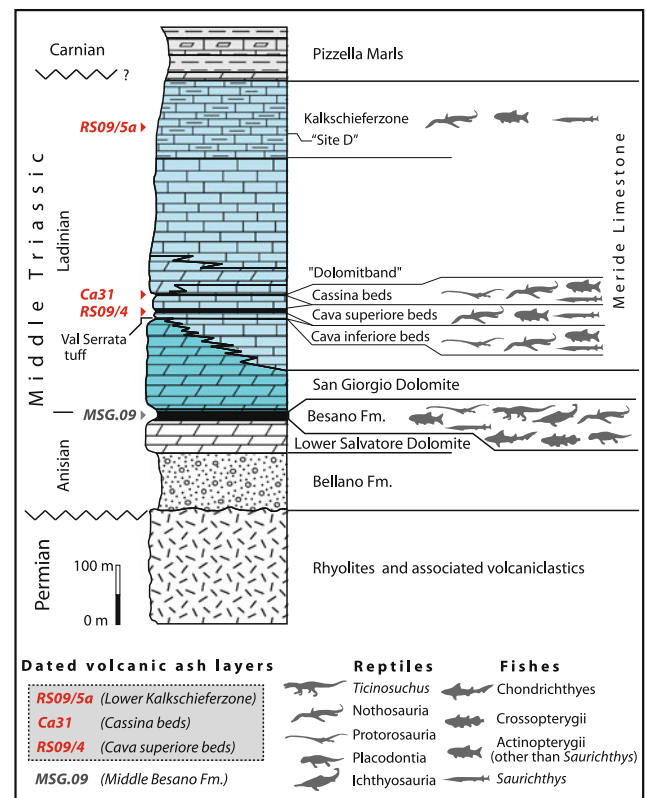 Carnian
?
Pizzella Marls
RS09/5a
Kalkschieferzone
"Site D"
Middle Triassic
Ladinian
Meride Limestone
"Dolomitband"
Ca31
Cassina beds
RS09/4
Cava superiore beds
Val Serrata
tuff
Cava inferiore beds
San Giorgio Dolomite
MSG.09
Besano Fm.
Lower Salvatore Dolomite
Anisian
Bellano Fm.
Permian
100 m
0 m
Rhyolites and associated volcaniclastics
Dated volcanic ash layers
RS09/5a (Lower Kalkschieferzone)
Ca31 (Cassina beds)
RS09/4 (Cava superiore beds)
MSG.09 (Middle Besano Fm.)
Reptiles
Ticinosuchus
Nothosauria
Protorosauria
Placodontia
Ichthyosauria
Fishes
Chondrichthyes
Crossopterygii
Actinopterygii
(other than Saurichthys)
Saurichthys